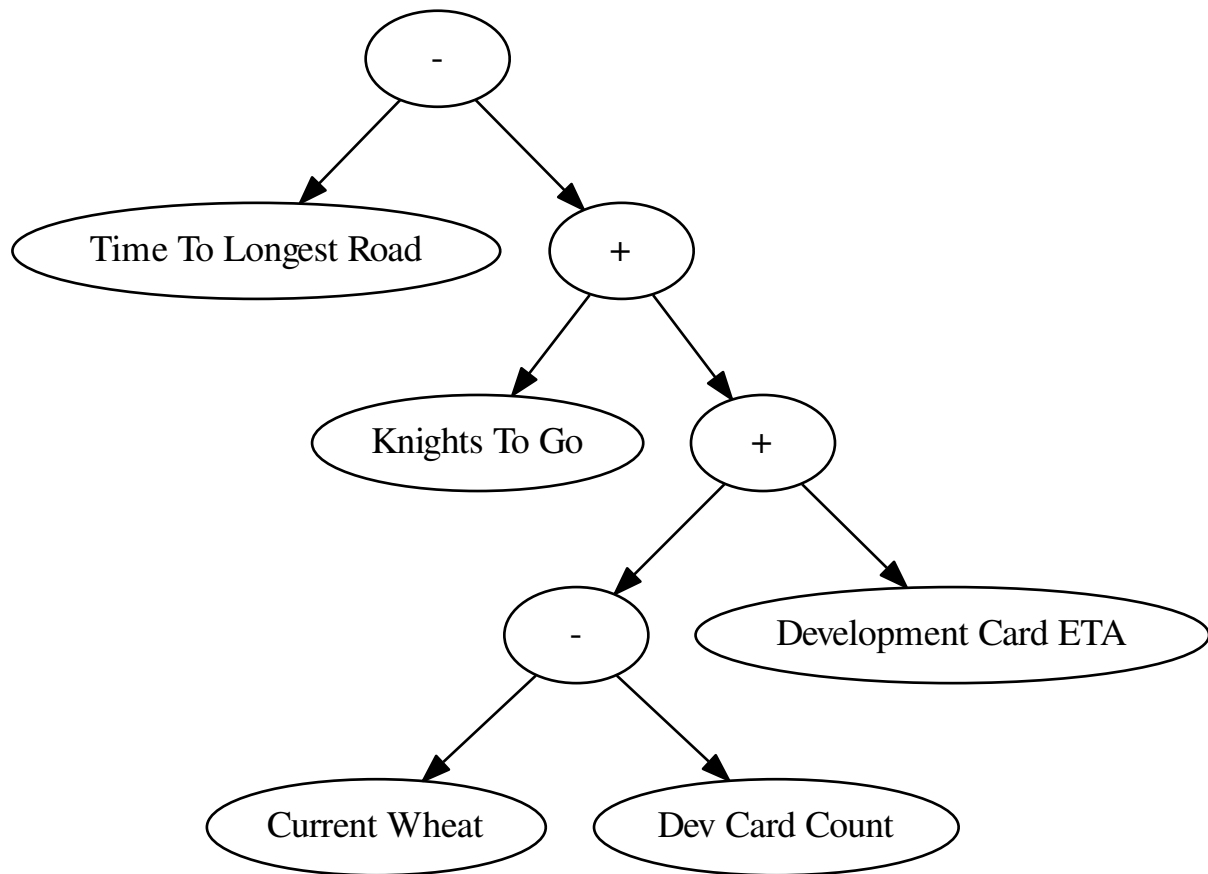 -
Time To Longest Road
+
Knights To Go
+
-
Development Card ETA
Current Wheat
Dev Card Count